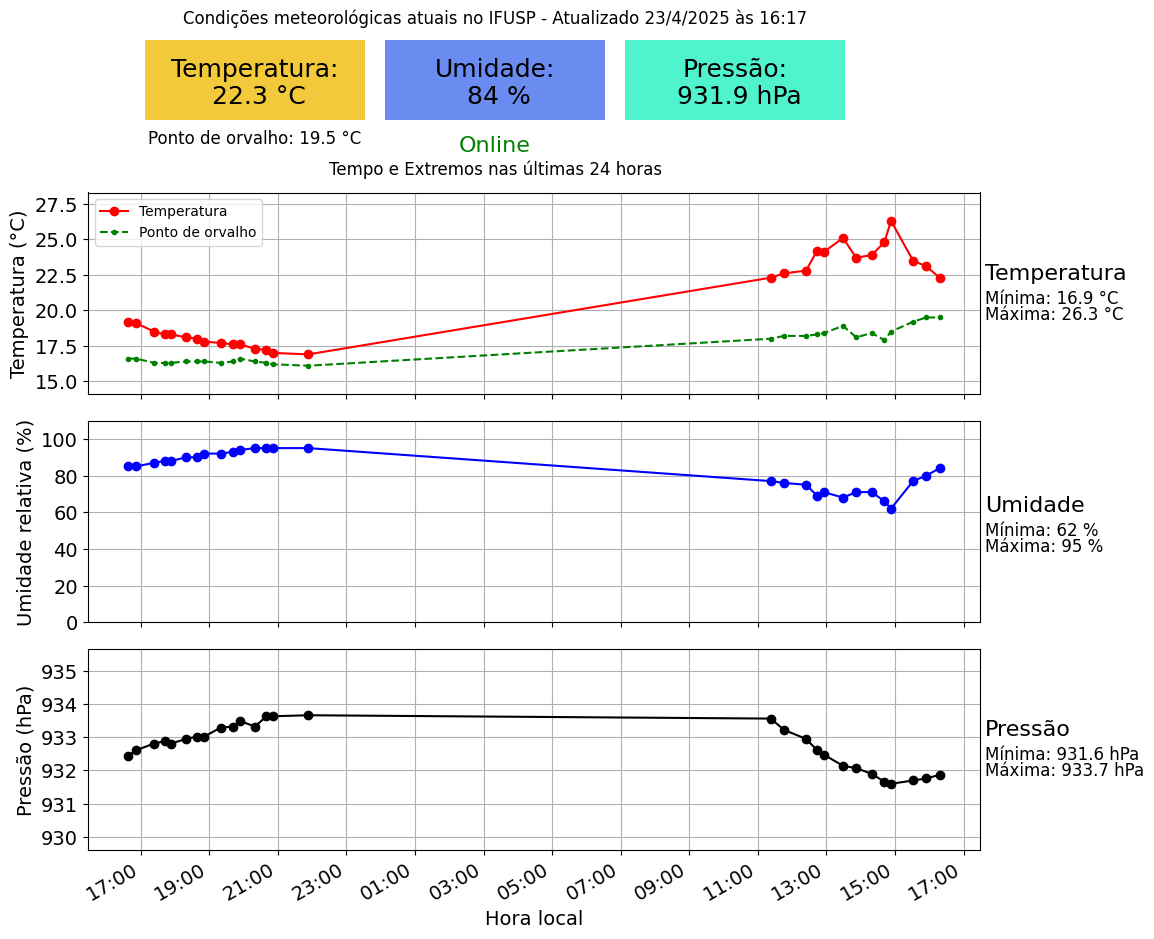 Condições meteorológicas atuais no IFUSP - Atualizado 23/4/2025 às 16:17
Temperatura:
22.3 °C
Umidade:
84 %
Pressão:
931.9 hPa
Ponto de orvalho: 19.5 °C
Online
Tempo e Extremos nas últimas 24 horas
Temperatura (°C)
27.5
25.0
22.5
20.0
17.5
15.0
Temperatura
Ponto de orvalho
Temperatura
Mínima: 16.9 °C
Máxima: 26.3 °C
Umidade relativa (%)
100
80
60
40
20
0
Umidade
Mínima: 62 %
Máxima: 95 %
Pressão (hPa)
935
934
933
932
931
930
Pressão
Mínima: 931.6 hPa
Máxima: 933.7 hPa
17:00 19:00 21:00 23:00 01:00 03:00 05:00 07:00 09:00 11:00 13:00 15:00 17:00
Hora local